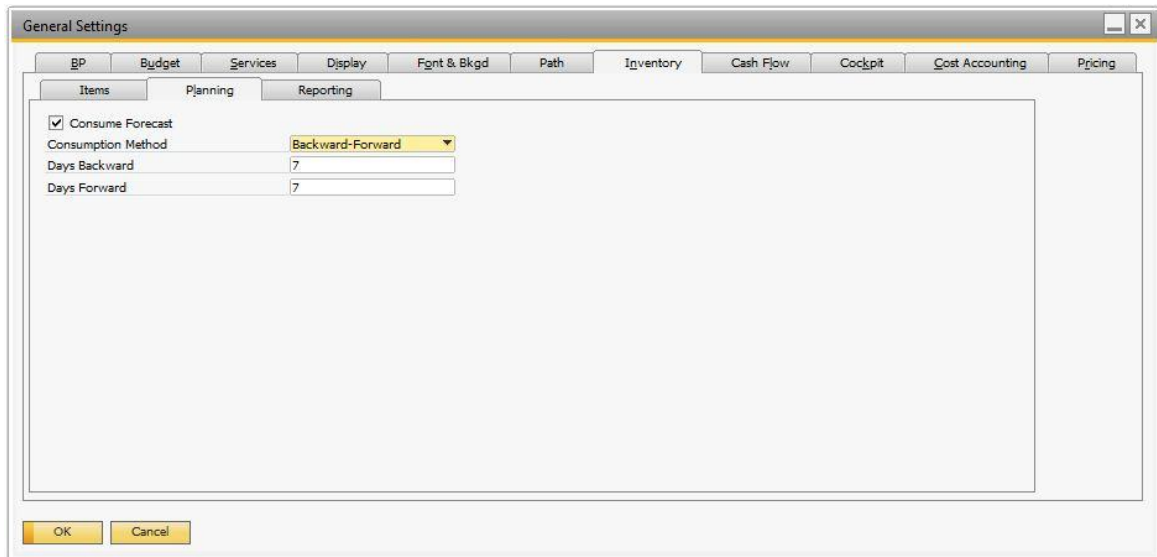 General Settings
BP Budget Services Display Font & Bkgd Path Inventory Cash Flow Cockpit Cost Accounting Pricing
Items Planning Reporting
Consume Forecast
Consumption Method Backward-Forward
Days Backward 7
Days Forward 7
OK Cancel